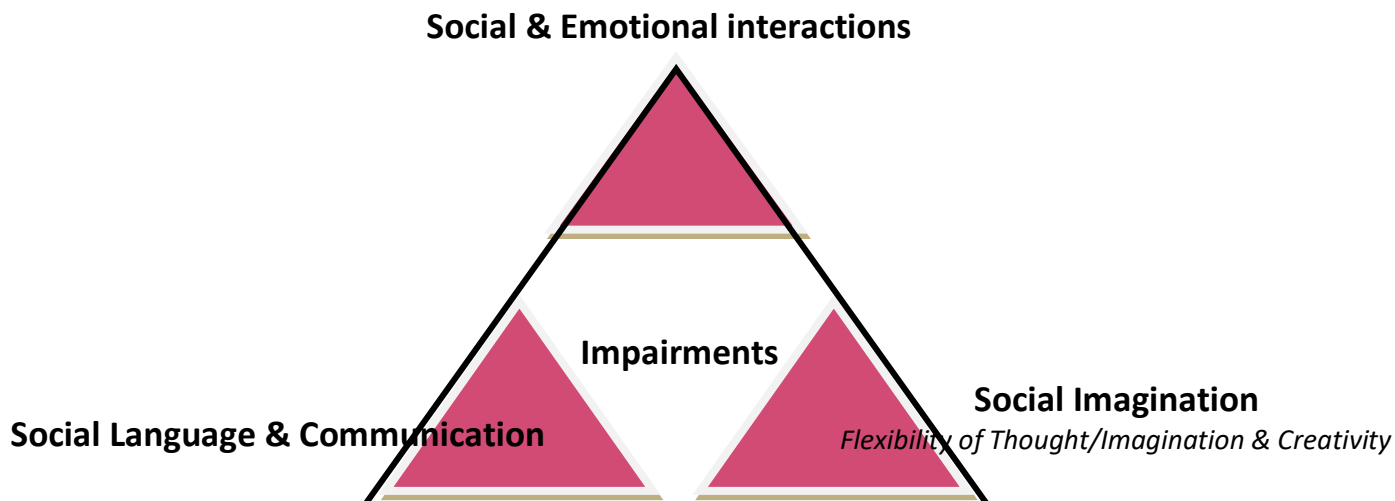 Social & Emotional interactions
Impairments
Social Imagination
Social Language & Communication
Flexibility of Thought/Imagination & Creativity